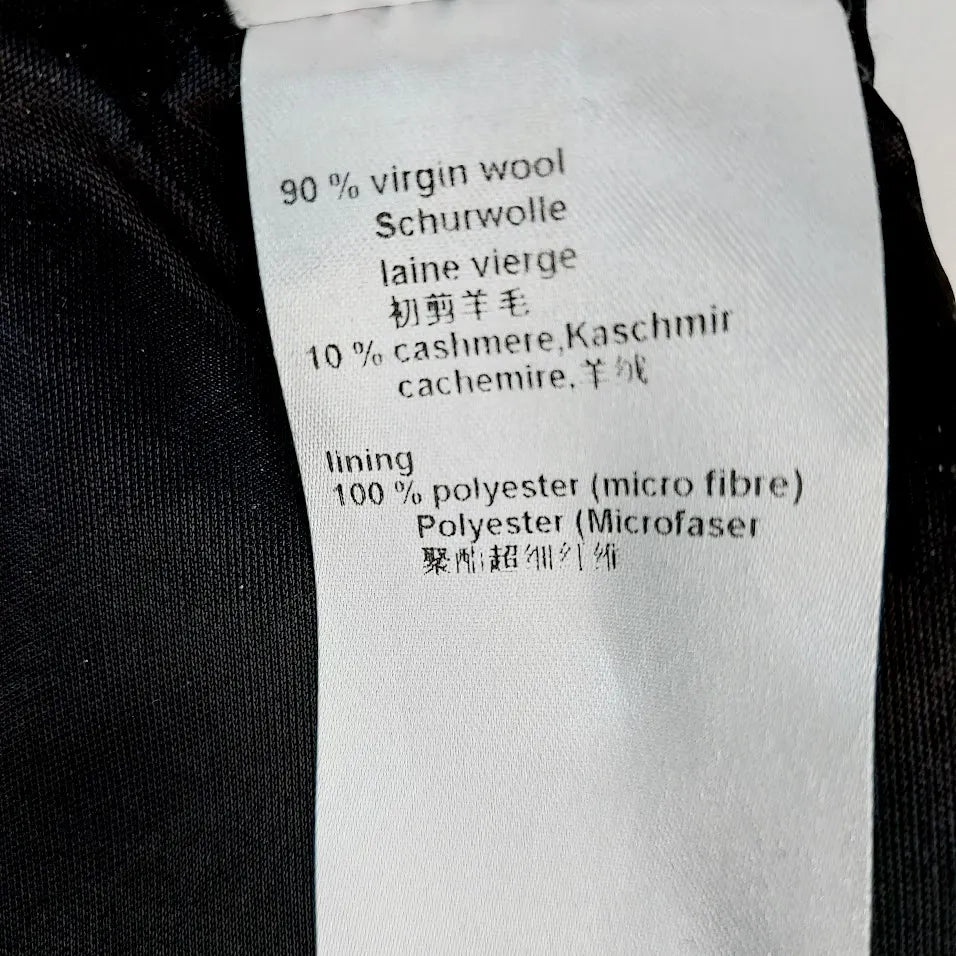 90 % virgin wool
Schurwolle
laine vierge
初剪羊毛
10 % cashmere,Kaschmir
cachemire,羊绒
lining
100 % polyester (micro fibre)
Polyester (Microfaser
聚酯超细纤维